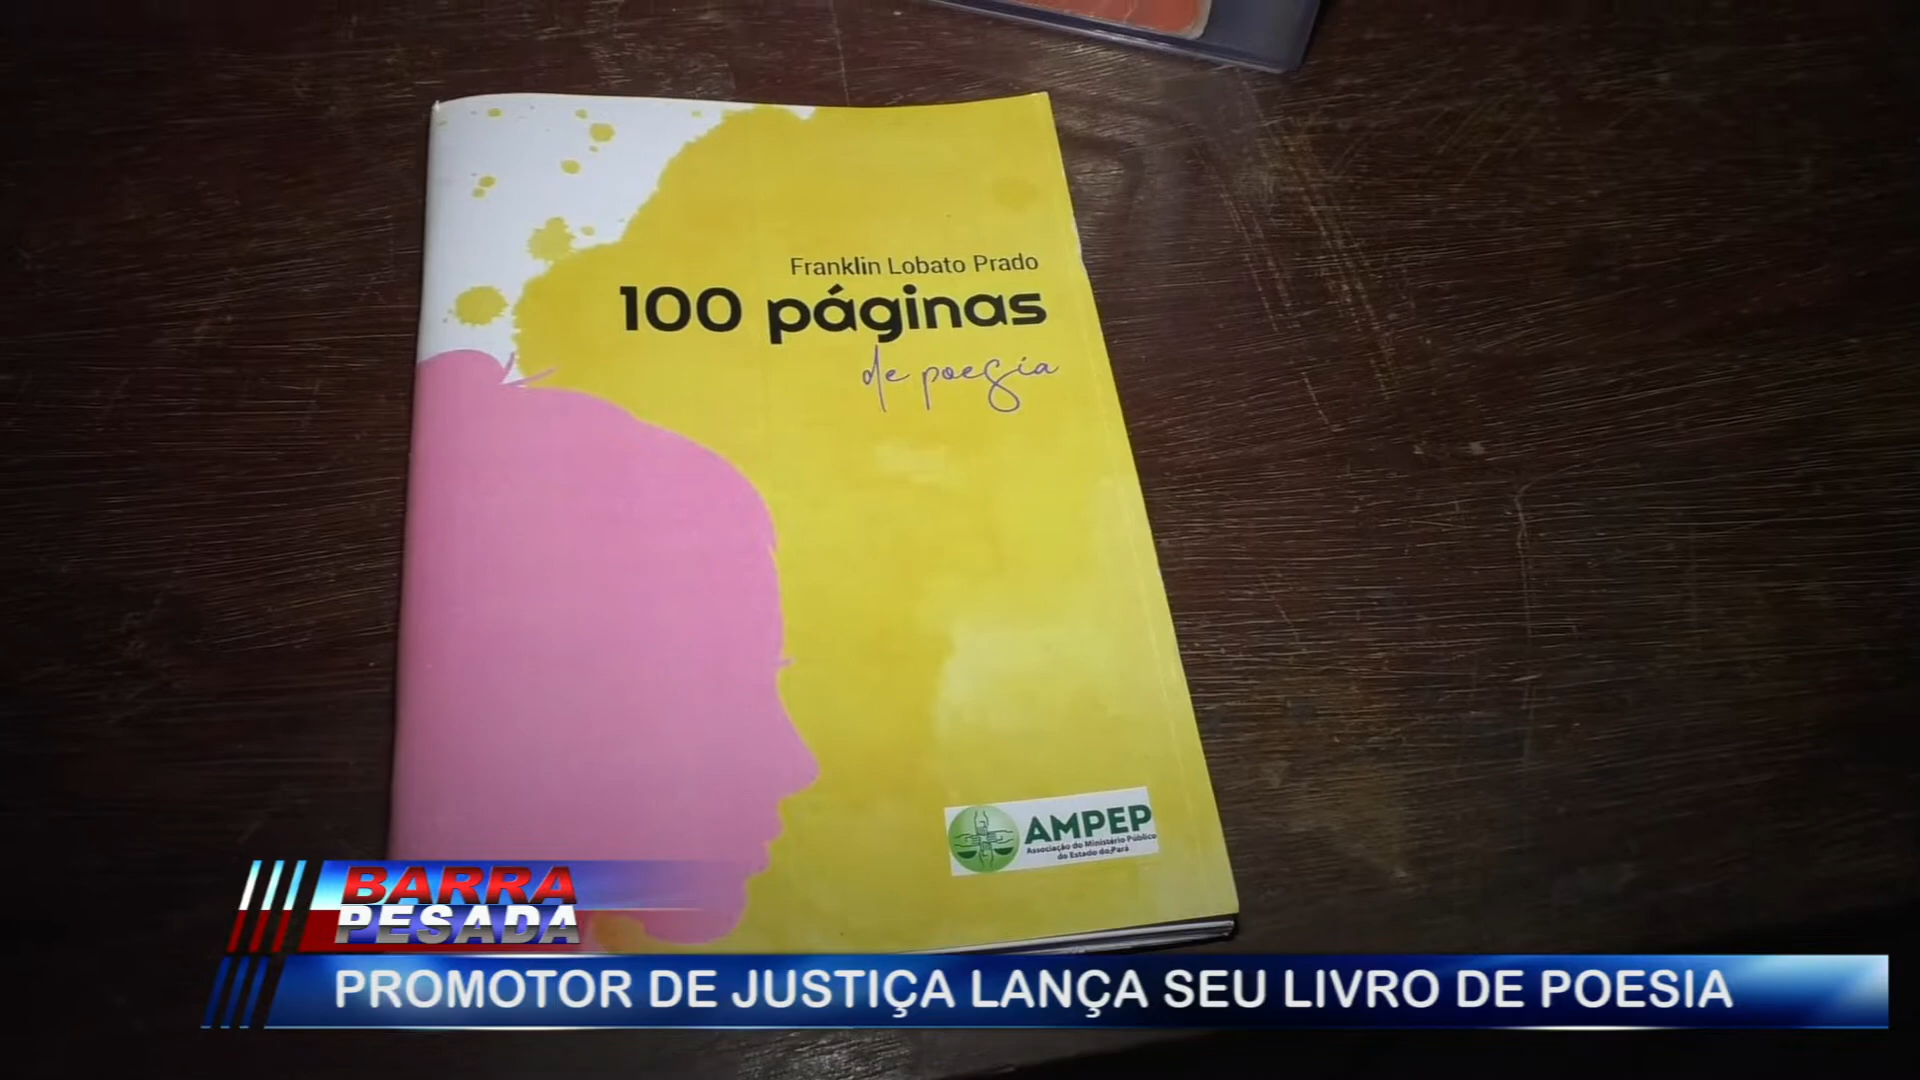 Franklin Lobato Prado
100 páginas
de poesia
AMPEP
Associação do Ministério Público
do Estado do Pará
BARRA
PESADA
PROMOTOR DE JUSTIÇA LANÇA SEU LIVRO DE POESIA